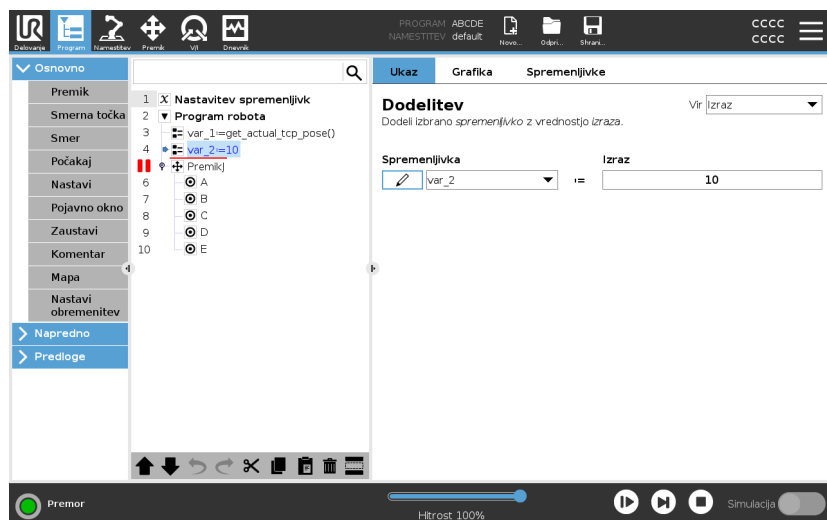 UR
Delovanje Program Namestitev Premik V/I Dnevnik
PROGRAM ABCDE
NAMESTITEV default
Novo... Odpri... Shrani...
cccc
cccc
Osnovno
Premik
Smerna točka
Smer
Počakaj
Nastavi
Pojavno okno
Zaustavi
Komentar
Mapa
Nastavi
obremenitev
Napredno
Predloge
1 X Nastavitev spremenljivk
2 Program robota
3 var_1:=get_actual_tcp_pose()
4 var_2:=10
PremikJ
6 A
7 B
8 C
9 D
10 E
Ukaz Grafika Spremenljivke
Dodelitev
Vir Izraz
Dodeli izbrano spremenljivko z vrednostjo izraza.
Spremenljivka Izraz
var_2 := 10
Premor
Hitrost 100%
Simulacija